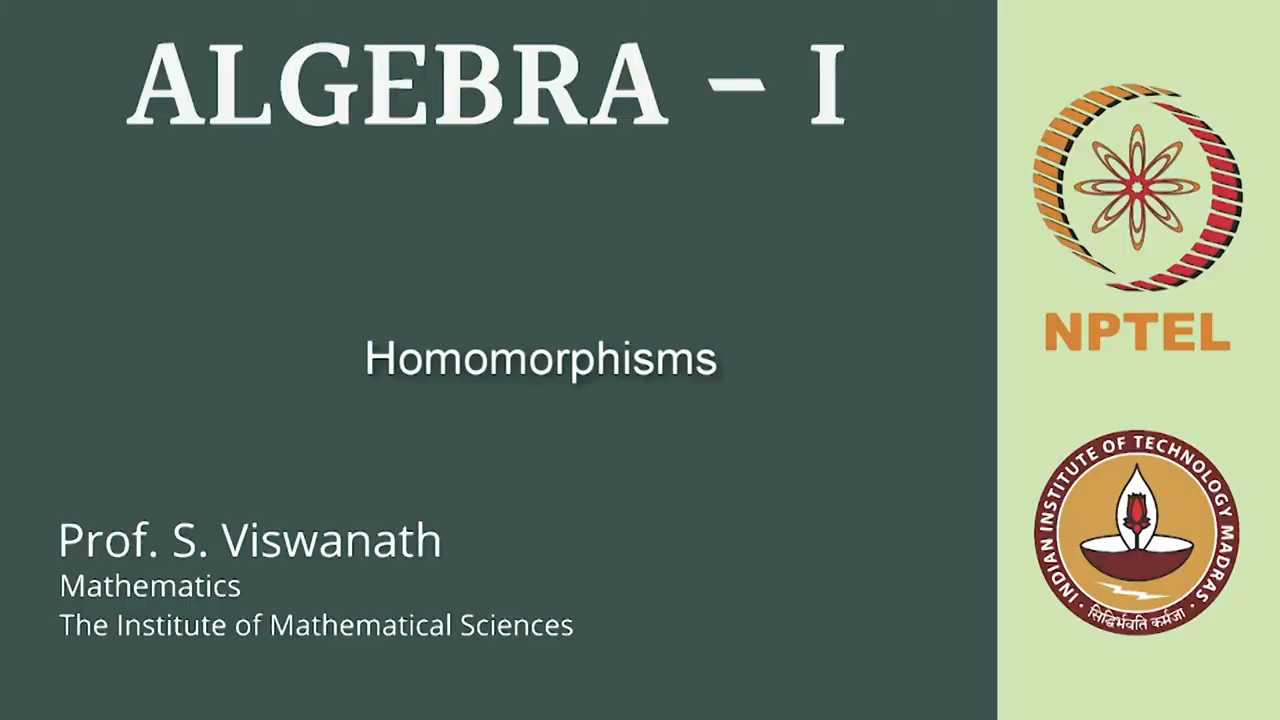 ALGEBRA – I
Homomorphisms
Prof. S. Viswanath
Mathematics
The Institute of Mathematical Sciences
NPTEL
INDIAN INSTITUTE OF TECHNOLOGY MADRAS
सिद्धिर्भवति कर्मजा